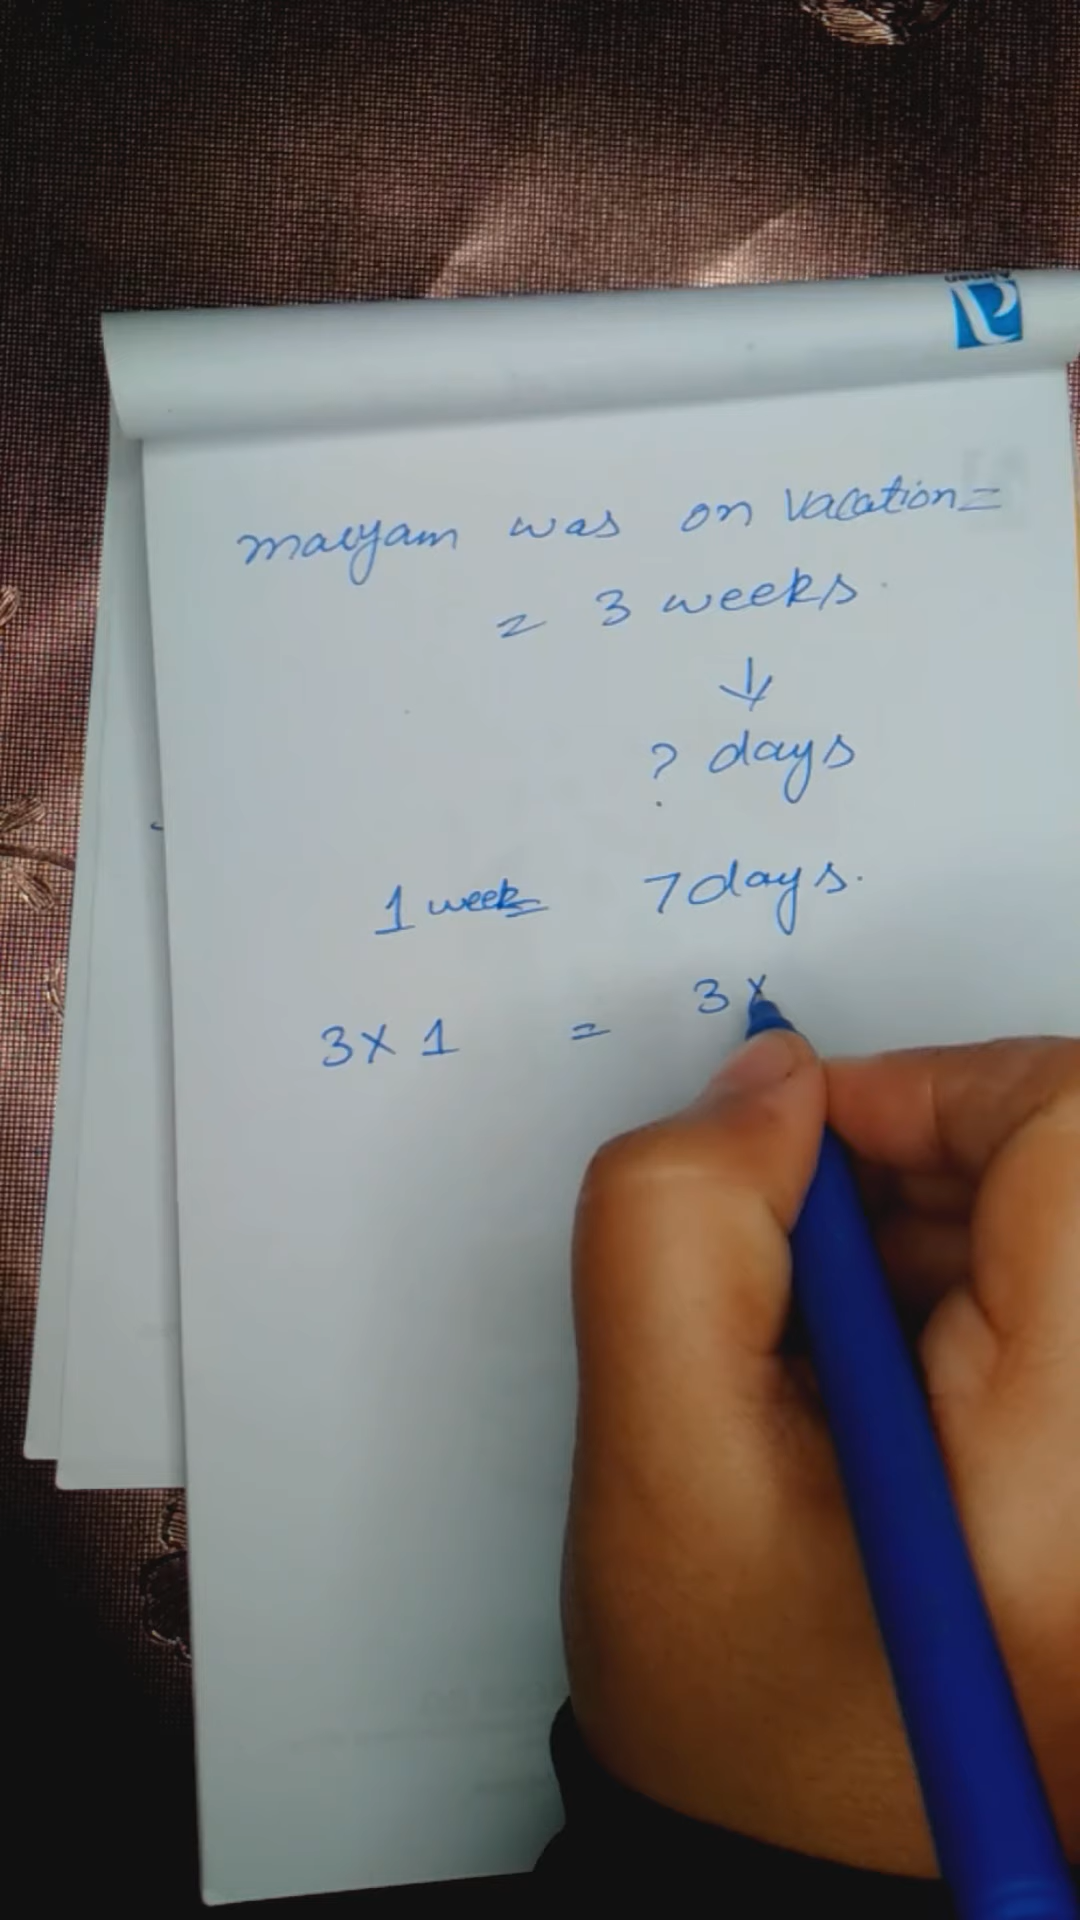 maryam was on vacation =
= 3 weeks.
↓
? days
1 week = 7 days.
3 x 1 = 3 x